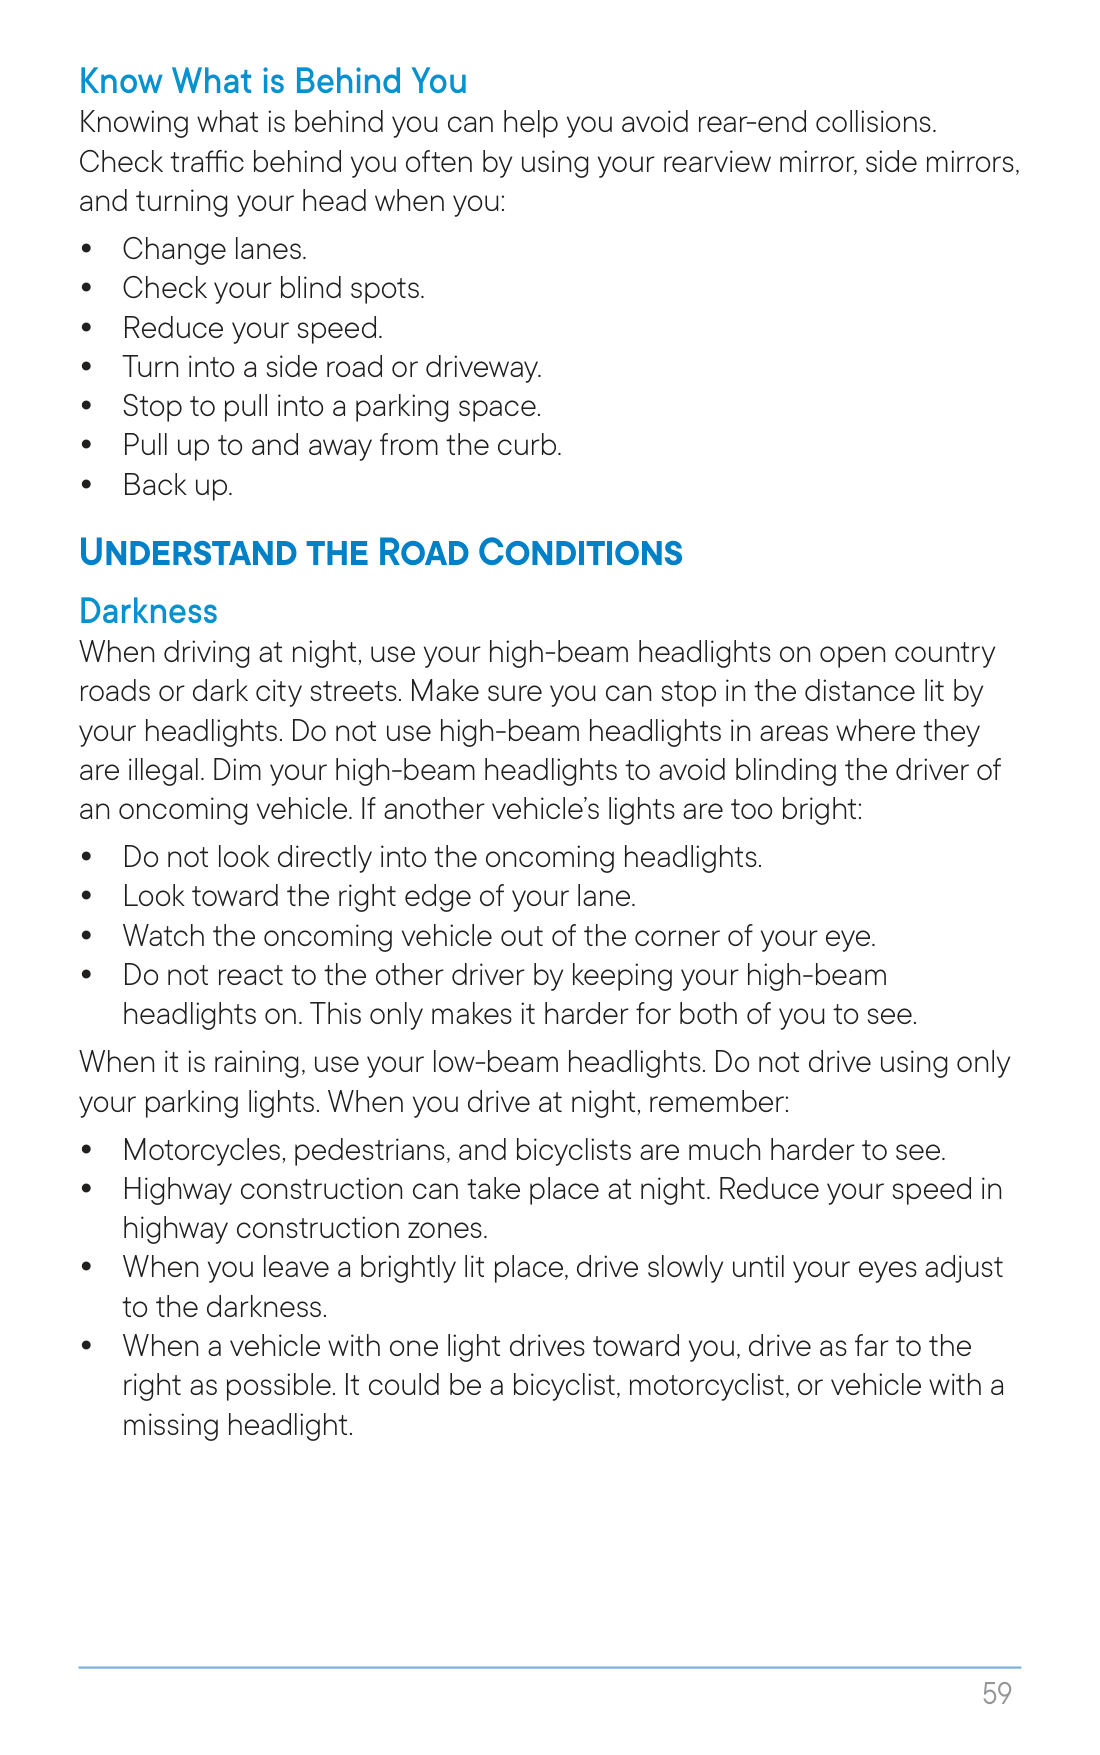 Know What is Behind You
Knowing what is behind you can help you avoid rear-end collisions.
Check traffic behind you often by using your rearview mirror, side mirrors,
and turning your head when you:
• Change lanes.
• Check your blind spots.
• Reduce your speed.
• Turn into a side road or driveway.
• Stop to pull into a parking space.
• Pull up to and away from the curb.
• Back up.
Understand the Road Conditions
Darkness
When driving at night, use your high-beam headlights on open country
roads or dark city streets. Make sure you can stop in the distance lit by
your headlights. Do not use high-beam headlights in areas where they
are illegal. Dim your high-beam headlights to avoid blinding the driver of
an oncoming vehicle. If another vehicle’s lights are too bright:
• Do not look directly into the oncoming headlights.
• Look toward the right edge of your lane.
• Watch the oncoming vehicle out of the corner of your eye.
• Do not react to the other driver by keeping your high-beam
headlights on. This only makes it harder for both of you to see.
When it is raining, use your low-beam headlights. Do not drive using only
your parking lights. When you drive at night, remember:
• Motorcycles, pedestrians, and bicyclists are much harder to see.
• Highway construction can take place at night. Reduce your speed in
highway construction zones.
• When you leave a brightly lit place, drive slowly until your eyes adjust
to the darkness.
• When a vehicle with one light drives toward you, drive as far to the
right as possible. It could be a bicyclist, motorcyclist, or vehicle with a
missing headlight.
59